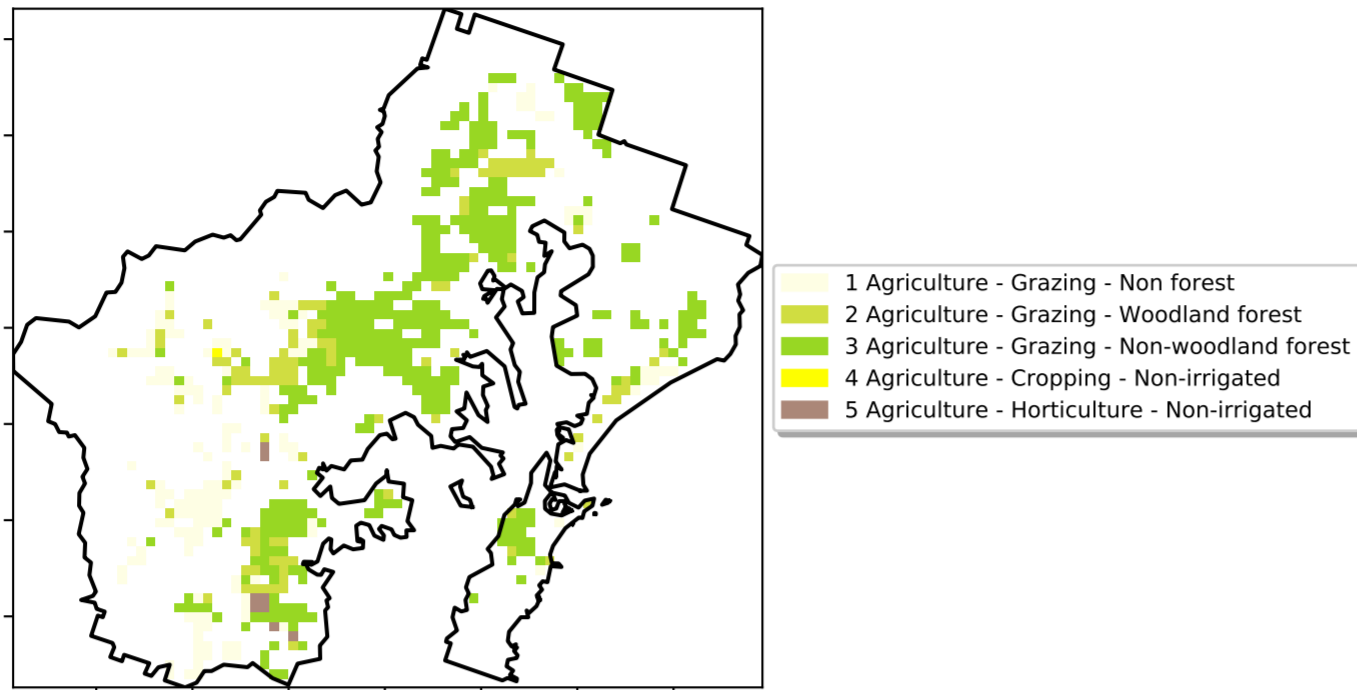 1 Agriculture - Grazing - Non forest
2 Agriculture - Grazing - Woodland forest
3 Agriculture - Grazing - Non-woodland forest
4 Agriculture - Cropping - Non-irrigated
5 Agriculture - Horticulture - Non-irrigated